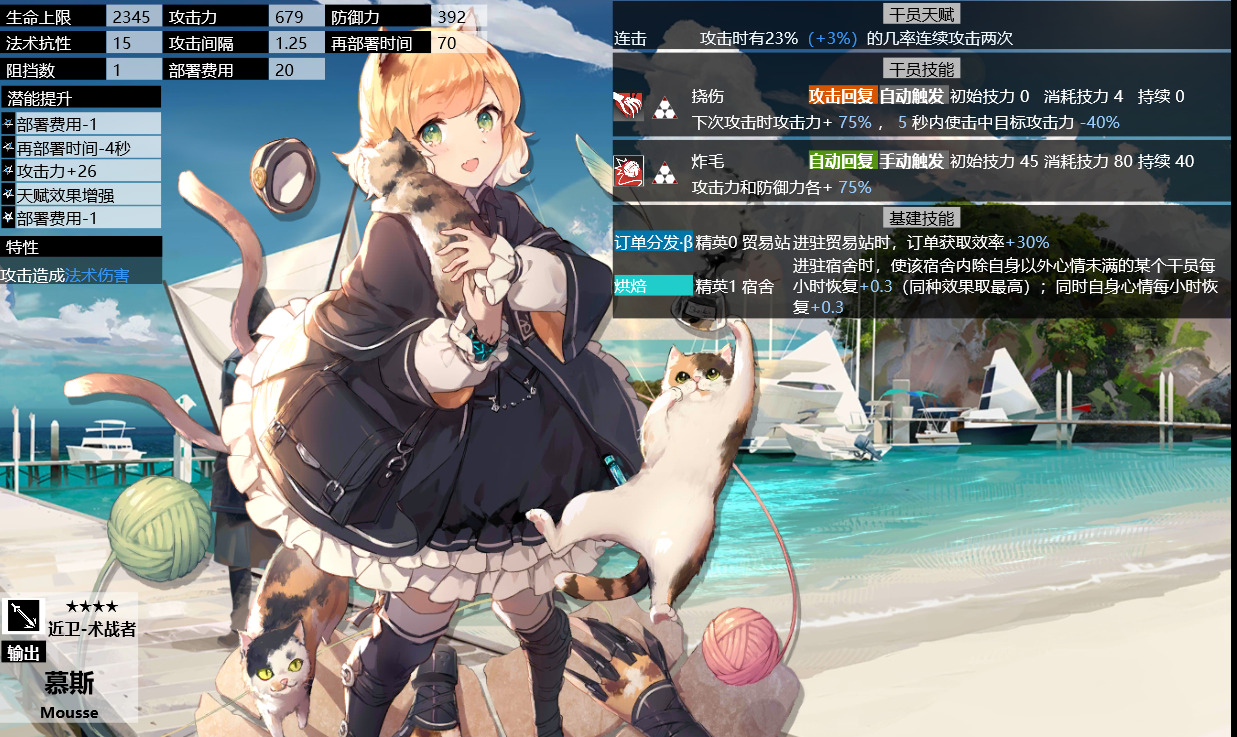 生命上限 2345 攻击力 679 防御力 392
法术抗性 15 攻击间隔 1.25 再部署时间 70
阻挡数 1 部署费用 20
潜能提升
部署费用-1
再部署时间-4秒
攻击力+26
天赋效果增强
部署费用-1
特性
攻击造成法术伤害
★★★★
近卫-术战者
输出
慕斯
Mousse
干员天赋
连击 攻击时有23%（+3%）的几率连续攻击两次
干员技能
挠伤 攻击回复 自动触发 初始技力 0 消耗技力 4 持续 0
下次攻击时攻击力+ 75% ， 5 秒内使击中目标攻击力 -40%
炸毛 自动回复 手动触发 初始技力 45 消耗技力 80 持续 40
攻击力和防御力各+ 75%
基建技能
订单分发·β 精英0 贸易站 进驻贸易站时，订单获取效率+30%
进驻宿舍时，使该宿舍内除自身以外心情未满的某个干员每
烘焙 精英1 宿舍 小时恢复+0.3（同种效果取最高）；同时自身心情每小时恢
复+0.3